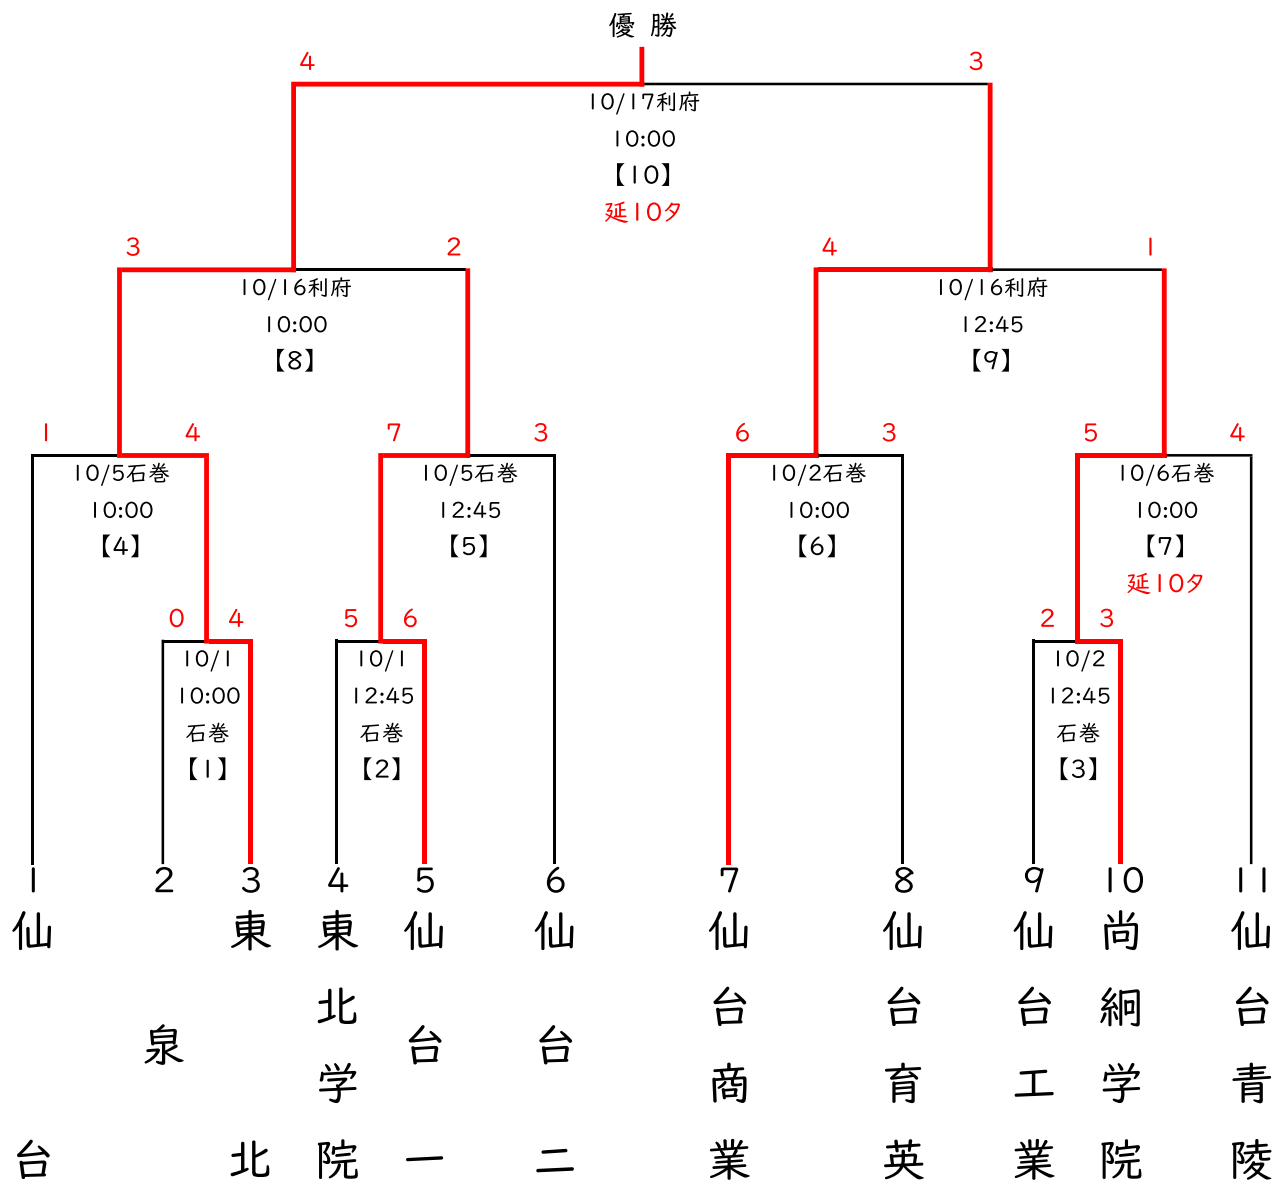 優勝
4 3
10/17利府
10:00
【10】
延10タ
3 2 4 1
10/16利府 10/16利府
10:00 12:45
【8】 【9】
1 4 7 3 6 3 5 4
10/5石巻 10/5石巻 10/2石巻 10/6石巻
10:00 12:45 10:00 10:00
【4】 【5】 【6】 【7】
延10タ
0 4 5 6 2 3
10/1 10/1 10/2
10:00 12:45 12:45
石巻 石巻 石巻
【1】 【2】 【3】
1 2 3 4 5 6 7 8 9 10 11
仙台
泉
東北
東北学院
仙台一
仙台二
仙台商業
仙台育英
仙台工業
尚絅学院
仙台青陵